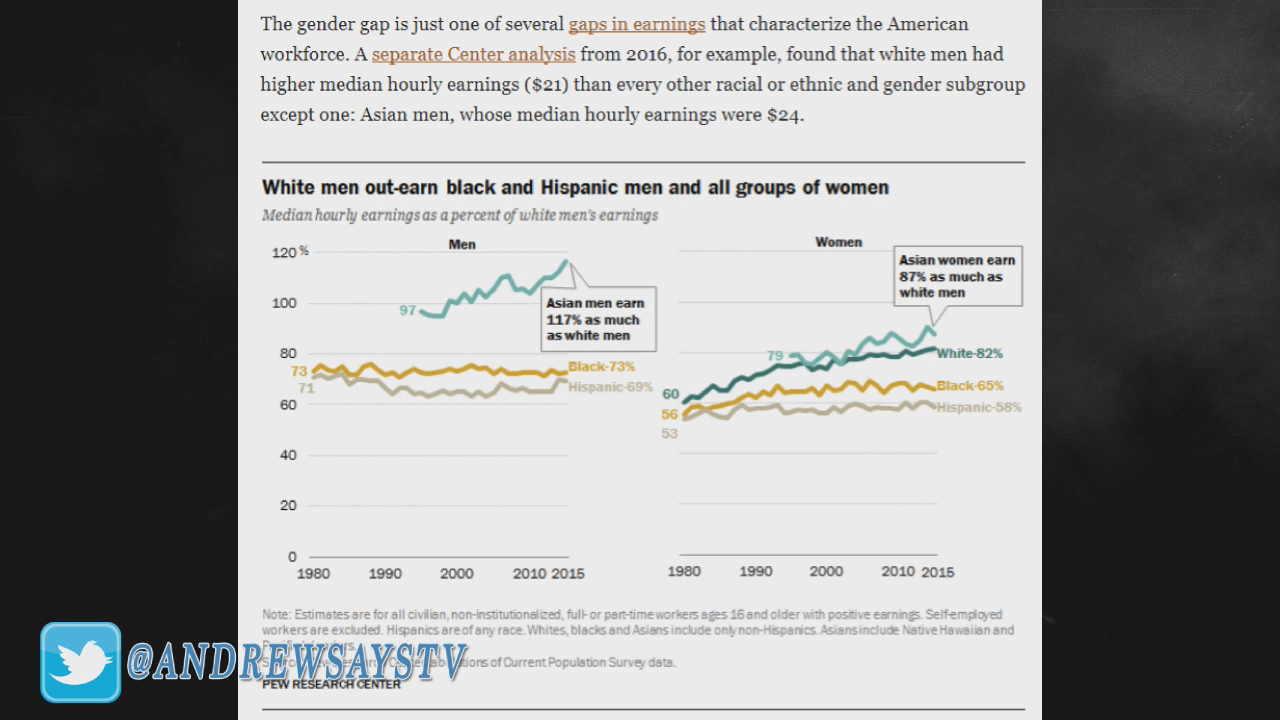 The gender gap is just one of several gaps in earnings that characterize the American
workforce. A separate Center analysis from 2016, for example, found that white men had
higher median hourly earnings ($21) than every other racial or ethnic and gender subgroup
except one: Asian men, whose median hourly earnings were $24.
White men out-earn black and Hispanic men and all groups of women
Median hourly earnings as a percent of white men's earnings
Men
120 %
100
80
60
40
20
0
97
73
71
Asian men earn
117% as much
as white men
Black-73%
Hispanic-69%
1980 1990 2000 2010 2015
Women
Asian women earn
87% as much as
white men
79
60
56
53
White-82%
Black-65%
Hispanic-58%
1980 1990 2000 2010 2015
Note: Estimates are for all civilian, non-institutionalized, full- or part-time workers ages 16 and older with positive earnings. Self-employed
workers are excluded. Hispanics are of any race. Whites, blacks and Asians include only non-Hispanics. Asians include Native Hawaiian and
of Current Population Survey data.
PEW RESEARCH CENTER
@ANDREWSAYSTV